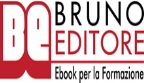 Be BRUNO
EDITORE
Ebook per la Formazione